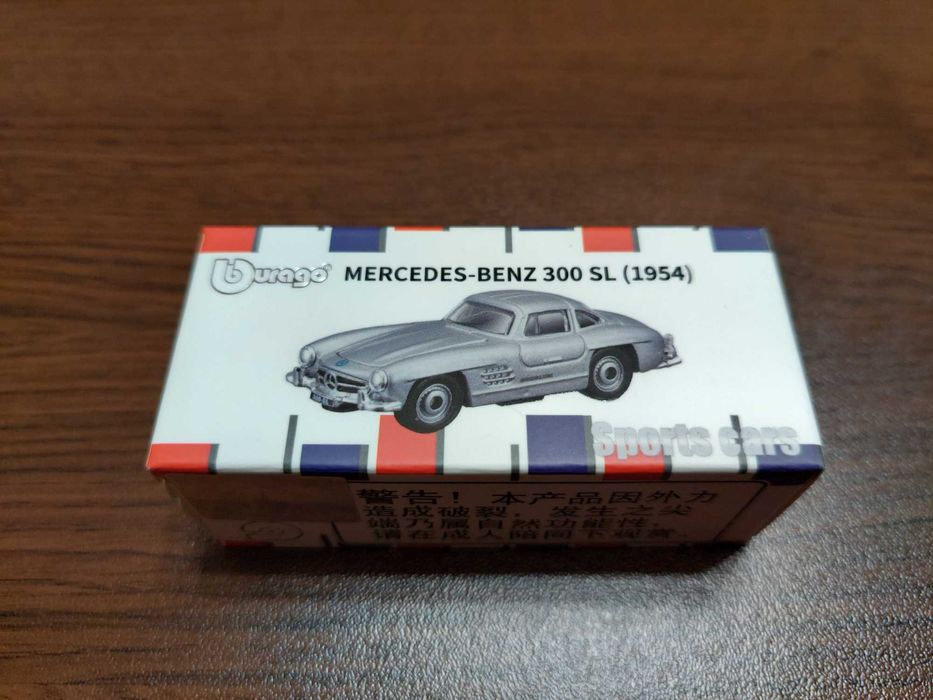 burago MERCEDES-BENZ 300 SL (1954)
Sports cars
警告！本产品因外力
造成破裂，发生之尖
端乃属自然功能性，
请在成人陪同下观赏。